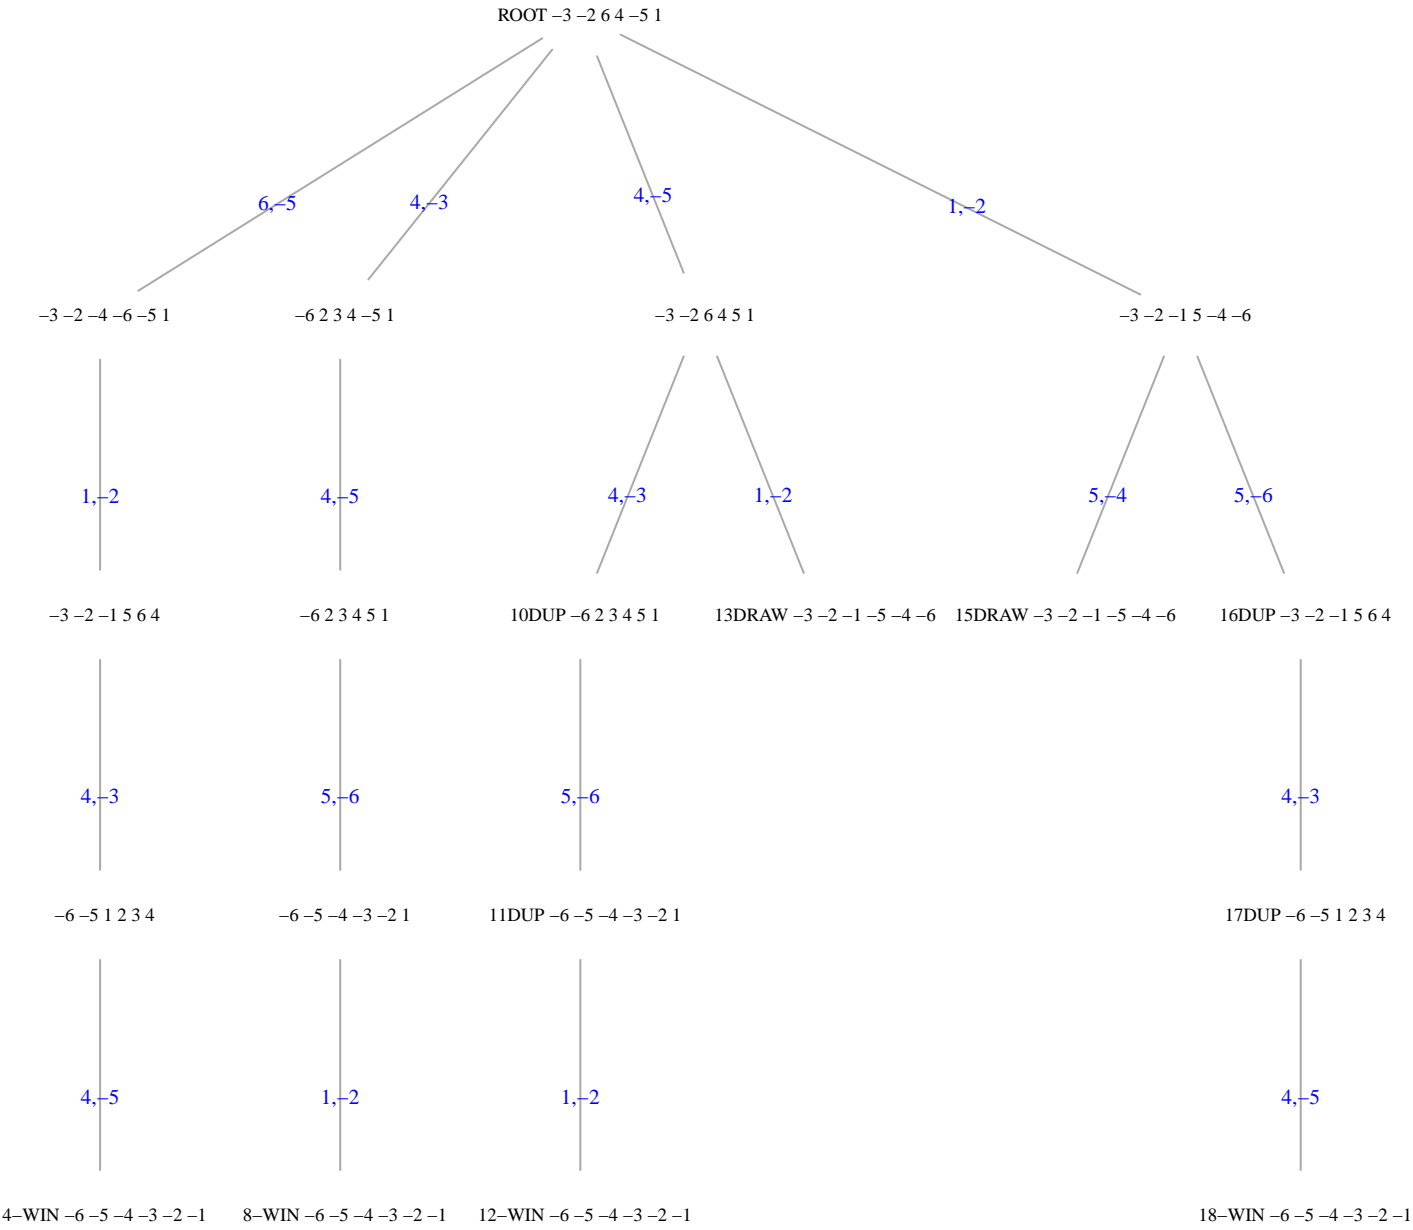 ROOT –3 –2 6 4 –5 1
6,–5
4,–3
4,–5
1,–2
–3 –2 –4 –6 –5 1
–6 2 3 4 –5 1
–3 –2 6 4 5 1
–3 –2 –1 5 –4 –6
1,–2
4,–5
4,–3
1,–2
5,–4
5,–6
–3 –2 –1 5 6 4
–6 2 3 4 5 1
10DUP –6 2 3 4 5 1
13DRAW –3 –2 –1 –5 –4 –6
15DRAW –3 –2 –1 –5 –4 –6
16DUP –3 –2 –1 5 6 4
4,–3
5,–6
5,–6
4,–3
–6 –5 1 2 3 4
–6 –5 –4 –3 –2 1
11DUP –6 –5 –4 –3 –2 1
17DUP –6 –5 1 2 3 4
4,–5
1,–2
1,–2
4,–5
4–WIN –6 –5 –4 –3 –2 –1
8–WIN –6 –5 –4 –3 –2 –1
12–WIN –6 –5 –4 –3 –2 –1
18–WIN –6 –5 –4 –3 –2 –1